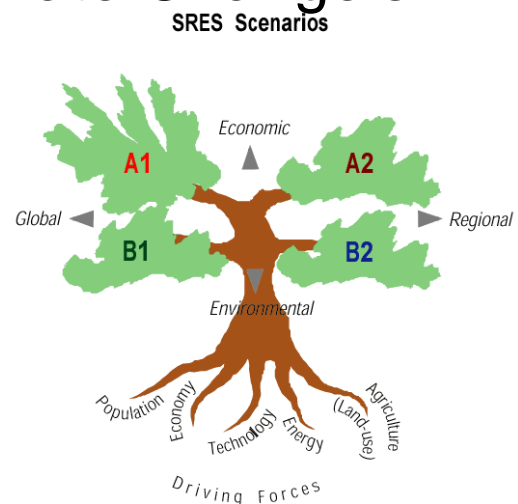 SRES Scenarios
Economic
A1
A2
Global
Regional
B1
B2
Environmental
Population
Economy
Technology
Energy
Agriculture
(Land-use)
Driving Forces